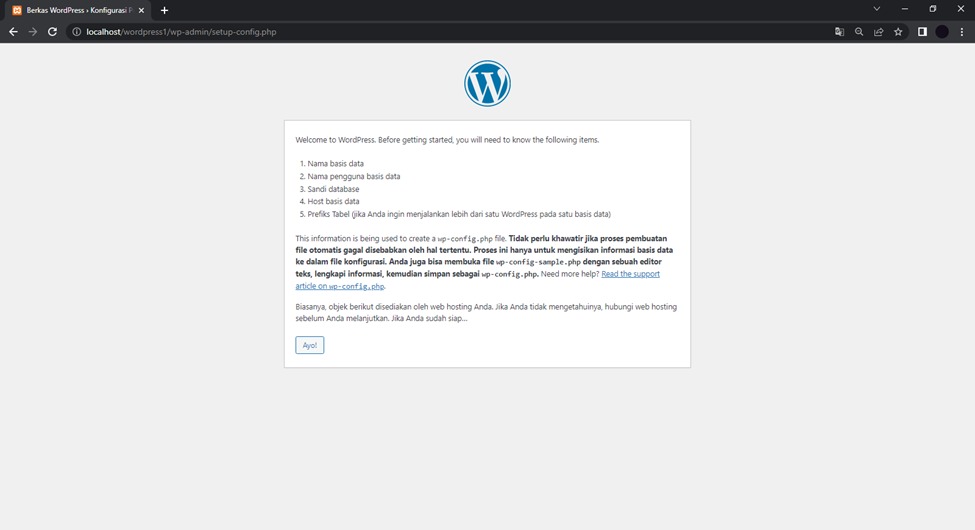 Berkas WordPress › Konfigurasi P
localhost/wordpress1/wp-admin/setup-config.php
Welcome to WordPress. Before getting started, you will need to know the following items.
1. Nama basis data
2. Nama pengguna basis data
3. Sandi database
4. Host basis data
5. Prefiks Tabel (jika Anda ingin menjalankan lebih dari satu WordPress pada satu basis data)
This information is being used to create a wp-config.php file. Tidak perlu khawatir jika proses pembuatan
file otomatis gagal disebabkan oleh hal tertentu. Proses ini hanya untuk mengisikan informasi basis data
ke dalam file konfigurasi. Anda juga bisa membuka file wp-config-sample.php dengan sebuah editor
teks, lengkapi informasi, kemudian simpan sebagai wp-config.php. Need more help? Read the support
article on wp-config.php.
Biasanya, objek berikut disediakan oleh web hosting Anda. Jika Anda tidak mengetahuinya, hubungi web hosting
sebelum Anda melanjutkan. Jika Anda sudah siap...
Ayo!